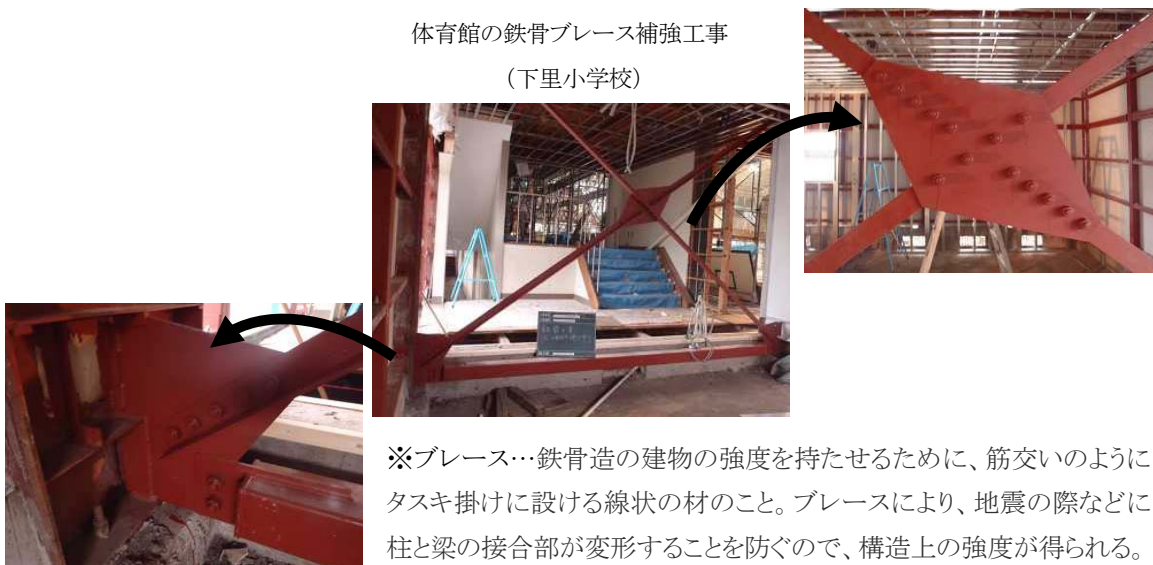 体育館の鉄骨ブレース補強工事
（下里小学校）
※ブレース…鉄骨造の建物の強度を持たせるために、筋交いのように
タスキ掛けに設ける線状の材のこと。ブレースにより、地震の際などに
柱と梁の接合部が変形することを防ぐので、構造上の強度が得られる。